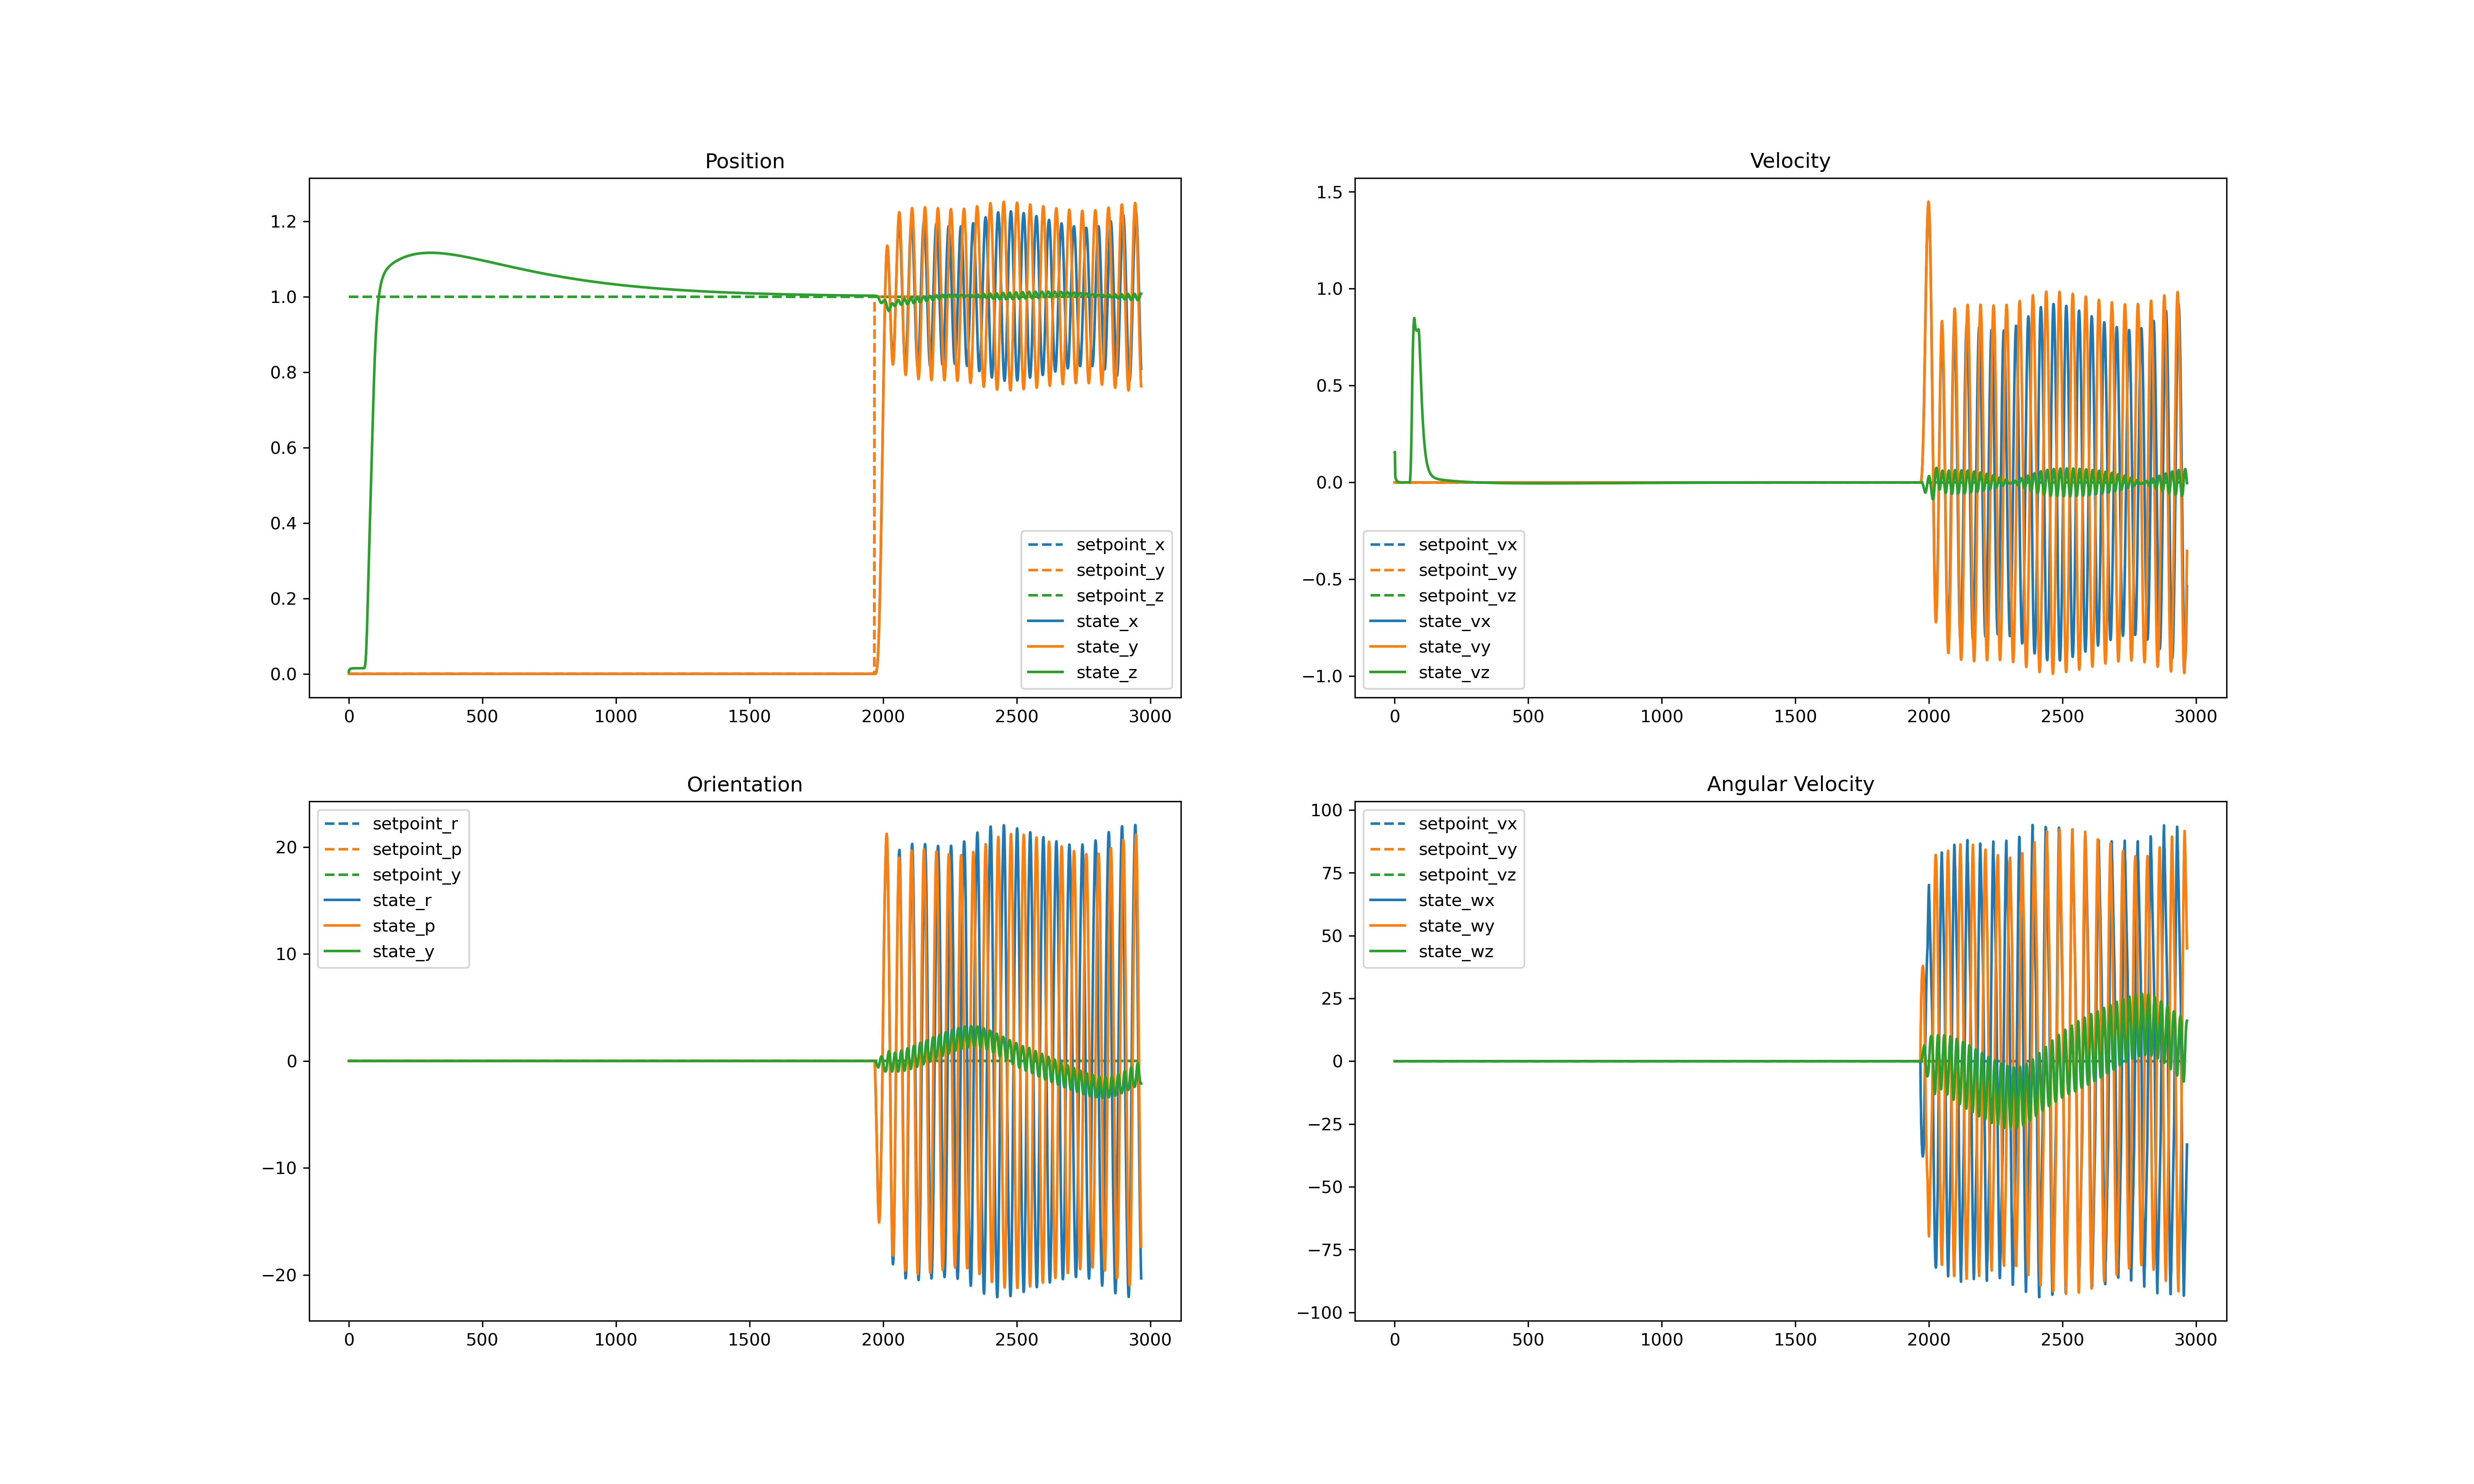 Position
1.2
1.0
0.8
0.6
0.4
0.2
0.0
0 500 1000 1500 2000 2500 3000
setpoint_x
setpoint_y
setpoint_z
state_x
state_y
state_z
Velocity
1.5
1.0
0.5
0.0
−0.5
−1.0
0 500 1000 1500 2000 2500 3000
setpoint_vx
setpoint_vy
setpoint_vz
state_vx
state_vy
state_vz
Orientation
20
10
0
−10
−20
0 500 1000 1500 2000 2500 3000
setpoint_r
setpoint_p
setpoint_y
state_r
state_p
state_y
Angular Velocity
100
75
50
25
0
−25
−50
−75
−100
0 500 1000 1500 2000 2500 3000
setpoint_vx
setpoint_vy
setpoint_vz
state_wx
state_wy
state_wz